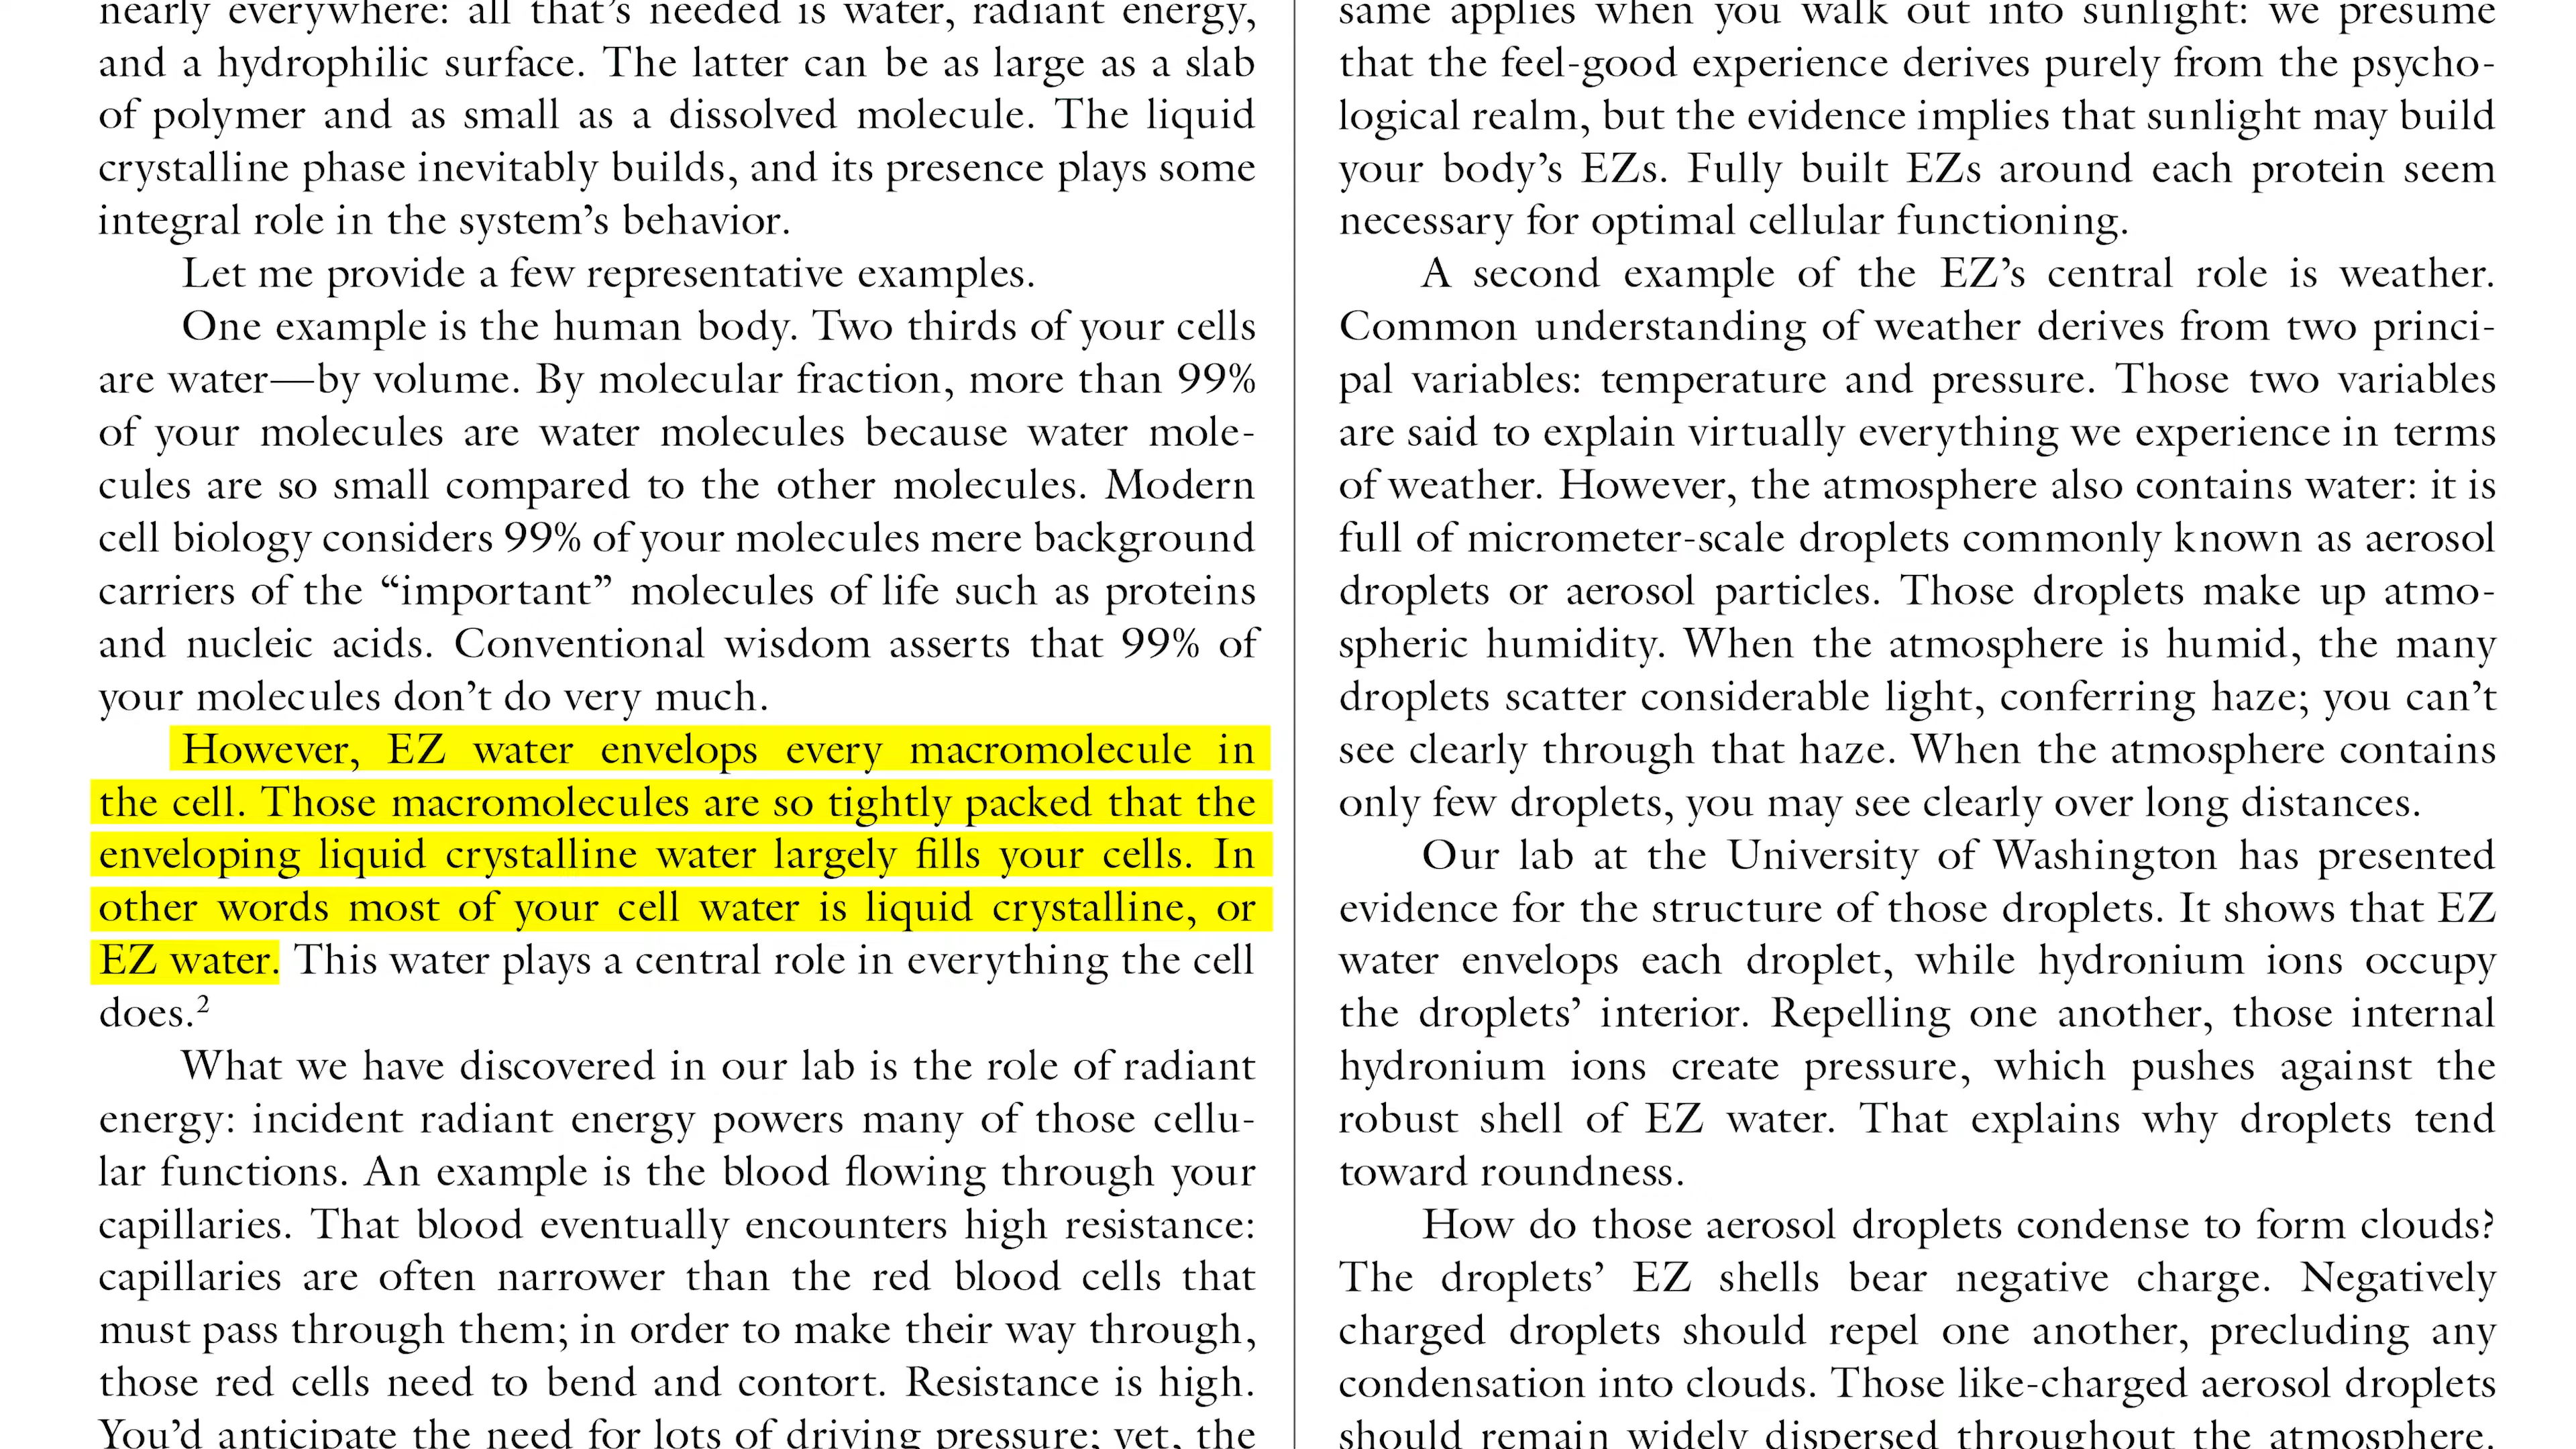 nearly everywhere: all that's needed is water, radiant energy,
and a hydrophilic surface. The latter can be as large as a slab
of polymer and as small as a dissolved molecule. The liquid
crystalline phase inevitably builds, and its presence plays some
integral role in the system's behavior.
Let me provide a few representative examples.
One example is the human body. Two thirds of your cells
are water—by volume. By molecular fraction, more than 99%
of your molecules are water molecules because water mole-
cules are so small compared to the other molecules. Modern
cell biology considers 99% of your molecules mere background
carriers of the “important” molecules of life such as proteins
and nucleic acids. Conventional wisdom asserts that 99% of
your molecules don’t do very much.
However, EZ water envelops every macromolecule in
the cell. Those macromolecules are so tightly packed that the
enveloping liquid crystalline water largely fills your cells. In
other words most of your cell water is liquid crystalline, or
EZ water. This water plays a central role in everything the cell
does.²
What we have discovered in our lab is the role of radiant
energy: incident radiant energy powers many of those cellu-
lar functions. An example is the blood flowing through your
capillaries. That blood eventually encounters high resistance:
capillaries are often narrower than the red blood cells that
must pass through them; in order to make their way through,
those red cells need to bend and contort. Resistance is high.
You’d anticipate the need for lots of driving pressure; yet, the
same applies when you walk out into sunlight: we presume
that the feel-good experience derives purely from the psycho-
logical realm, but the evidence implies that sunlight may build
your body’s EZs. Fully built EZs around each protein seem
necessary for optimal cellular functioning.
A second example of the EZ’s central role is weather.
Common understanding of weather derives from two princi-
pal variables: temperature and pressure. Those two variables
are said to explain virtually everything we experience in terms
of weather. However, the atmosphere also contains water: it is
full of micrometer-scale droplets commonly known as aerosol
droplets or aerosol particles. Those droplets make up atmo-
spheric humidity. When the atmosphere is humid, the many
droplets scatter considerable light, conferring haze; you can’t
see clearly through that haze. When the atmosphere contains
only few droplets, you may see clearly over long distances.
Our lab at the University of Washington has presented
evidence for the structure of those droplets. It shows that EZ
water envelops each droplet, while hydronium ions occupy
the droplets’ interior. Repelling one another, those internal
hydronium ions create pressure, which pushes against the
robust shell of EZ water. That explains why droplets tend
toward roundness.
How do those aerosol droplets condense to form clouds?
The droplets’ EZ shells bear negative charge. Negatively
charged droplets should repel one another, precluding any
condensation into clouds. Those like-charged aerosol droplets
should remain widely dispersed throughout the atmosphere.